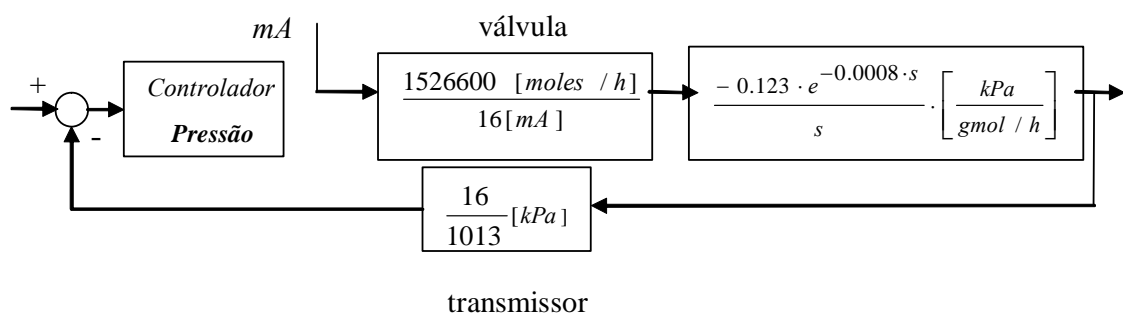 mA
válvula
+
-
Controlador
Pressão
1526600 [moles / h]
16[mA]
- 0.123 · e^{-0.0008·s}
s
· [ kPa
gmol / h ]
16
1013 [kPa]
transmissor